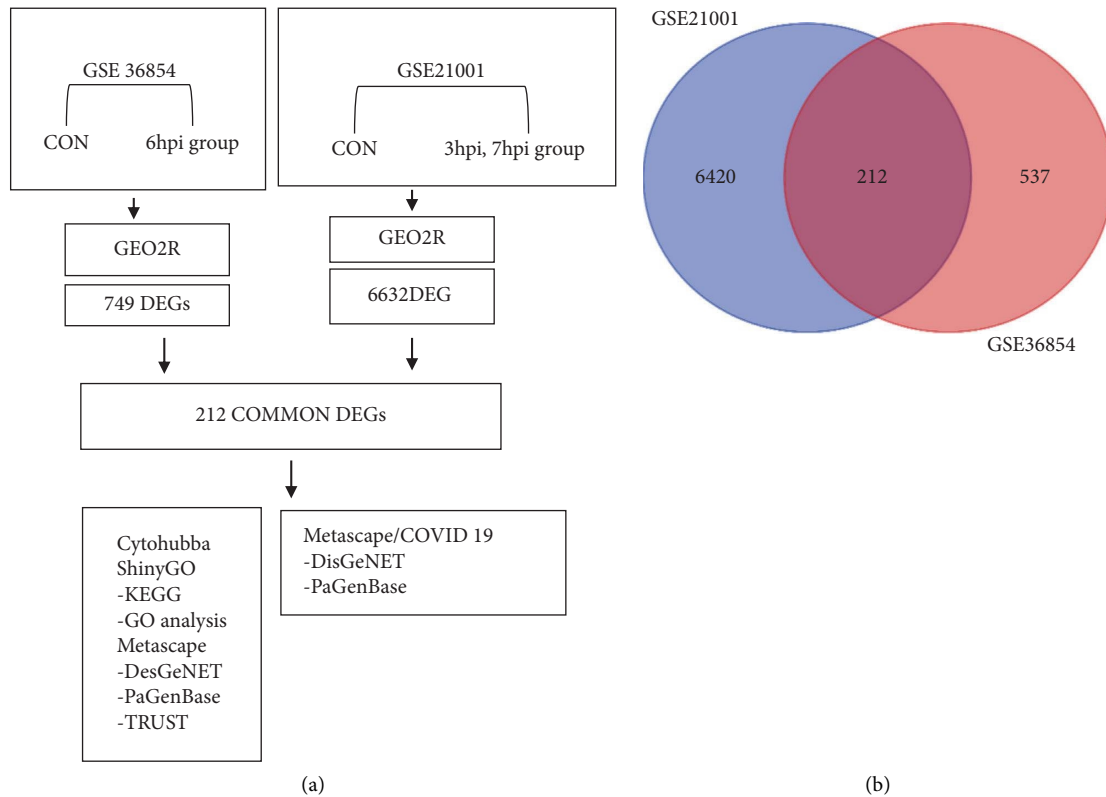 GSE 36854
CON
6hpi group
GEO2R
749 DEGs
GSE21001
CON
3hpi, 7hpi group
GEO2R
6632DEG
212 COMMON DEGs
Cytohubba
ShinyGO
-KEGG
-GO analysis
Metascape
-DesGeNET
-PaGenBase
-TRUST
Metascape/COVID 19
-DisGeNET
-PaGenBase
(a)
GSE21001
6420
212
537
GSE36854
(b)